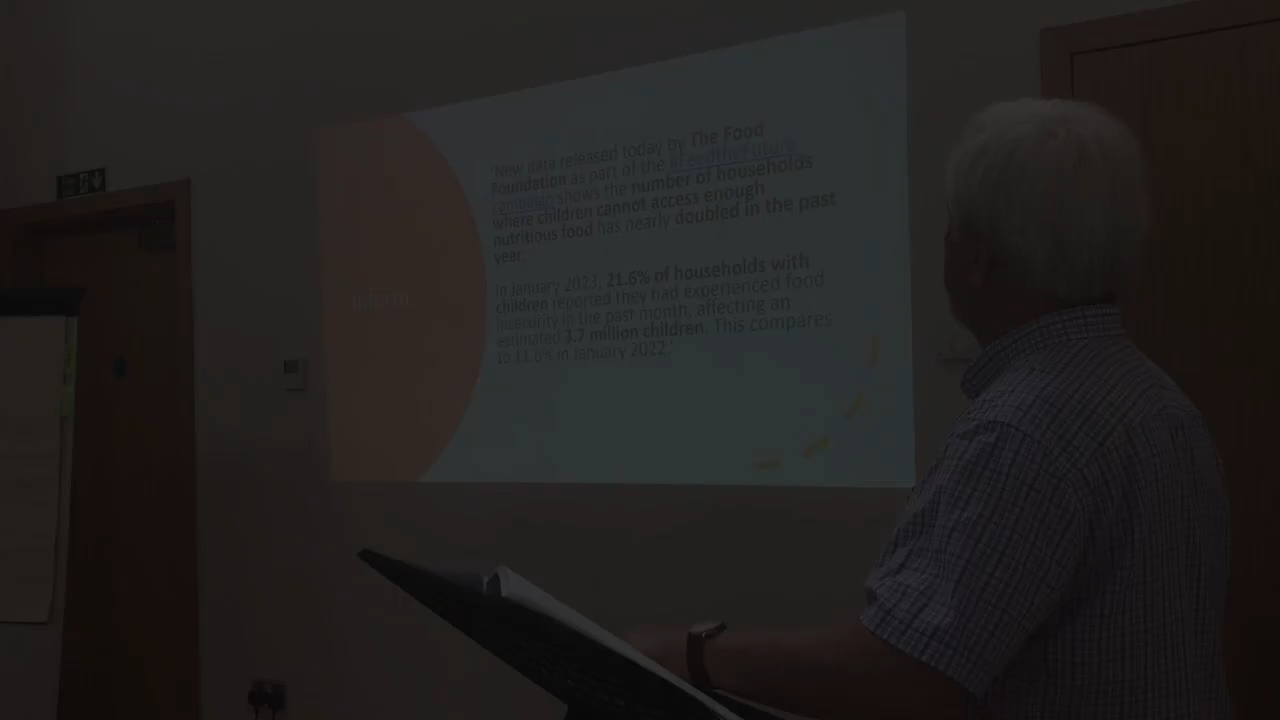 inform
'New data released today by The Food
Foundation as part of the #FeedtheFuture
campaign shows the number of households
where children cannot access enough
nutritious food has nearly doubled in the past
year.
In January 2023, 21.6% of households with
children reported they had experienced food
insecurity in the past month, affecting an
estimated 3.7 million children. This compares
to 11.6% in January 2022.'